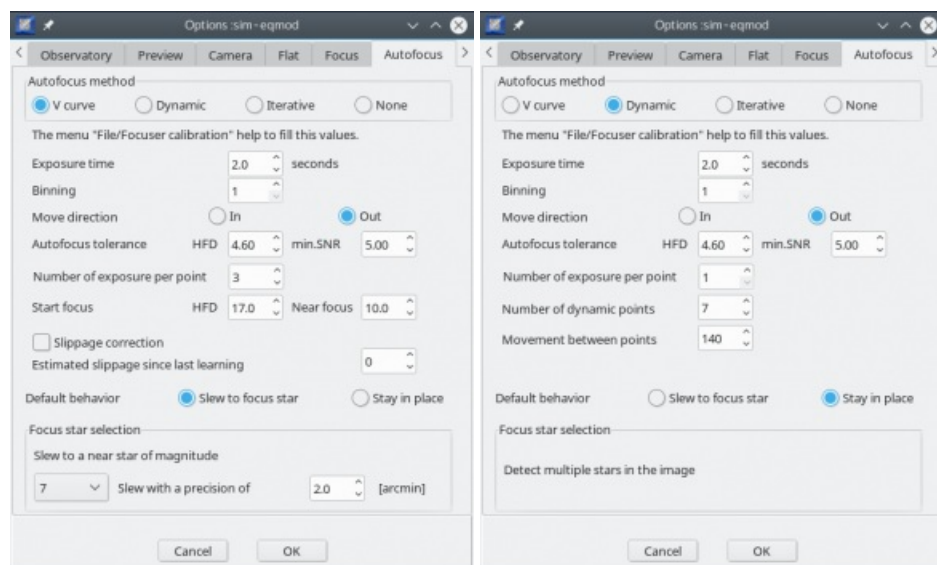 Options :sim-eqmod
Observatory Preview Camera Flat Focus Autofocus
Autofocus method
V curve Dynamic Iterative None
The menu "File/Focuser calibration" help to fill this values.
Exposure time 2.0 seconds
Binning 1
Move direction In Out
Autofocus tolerance HFD 4.60 min.SNR 5.00
Number of exposure per point 3
Start focus HFD 17.0 Near focus 10.0
Slippage correction
Estimated slippage since last learning 0
Default behavior Slew to focus star Stay in place
Focus star selection
Slew to a near star of magnitude
7 Slew with a precision of 2.0 [arcmin]
Cancel OK
Options :sim-eqmod
Observatory Preview Camera Flat Focus Autofocus
Autofocus method
V curve Dynamic Iterative None
The menu "File/Focuser calibration" help to fill this values.
Exposure time 2.0 seconds
Binning 1
Move direction In Out
Autofocus tolerance HFD 4.60 min.SNR 5.00
Number of exposure per point 1
Number of dynamic points 7
Movement between points 140
Default behavior Slew to focus star Stay in place
Focus star selection
Detect multiple stars in the image
Cancel OK